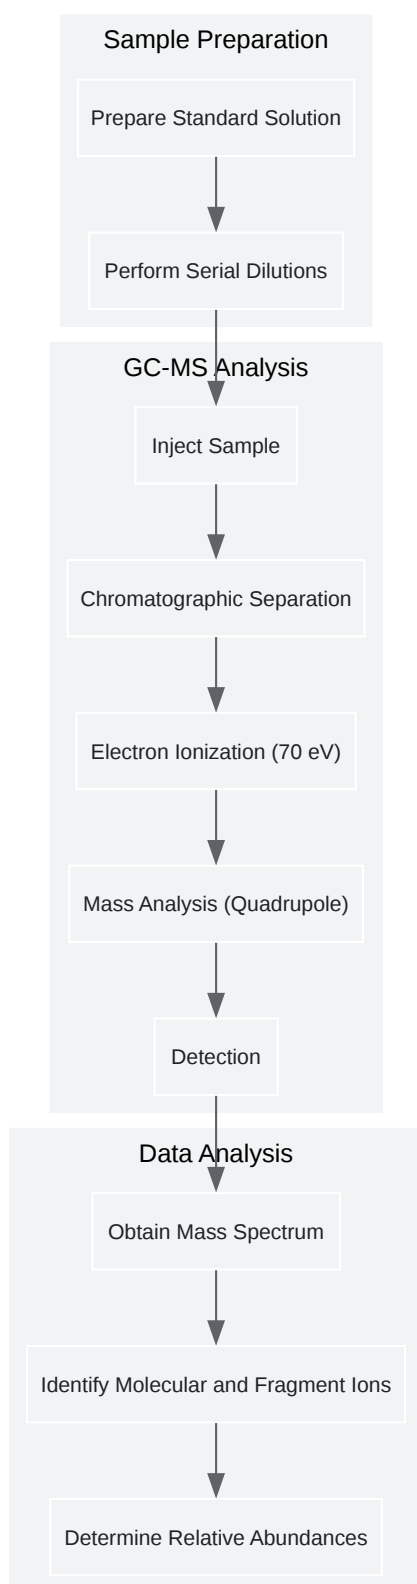 Sample Preparation
Prepare Standard Solution
Perform Serial Dilutions
GC-MS Analysis
Inject Sample
Chromatographic Separation
Electron Ionization (70 eV)
Mass Analysis (Quadrupole)
Detection
Data Analysis
Obtain Mass Spectrum
Identify Molecular and Fragment Ions
Determine Relative Abundances